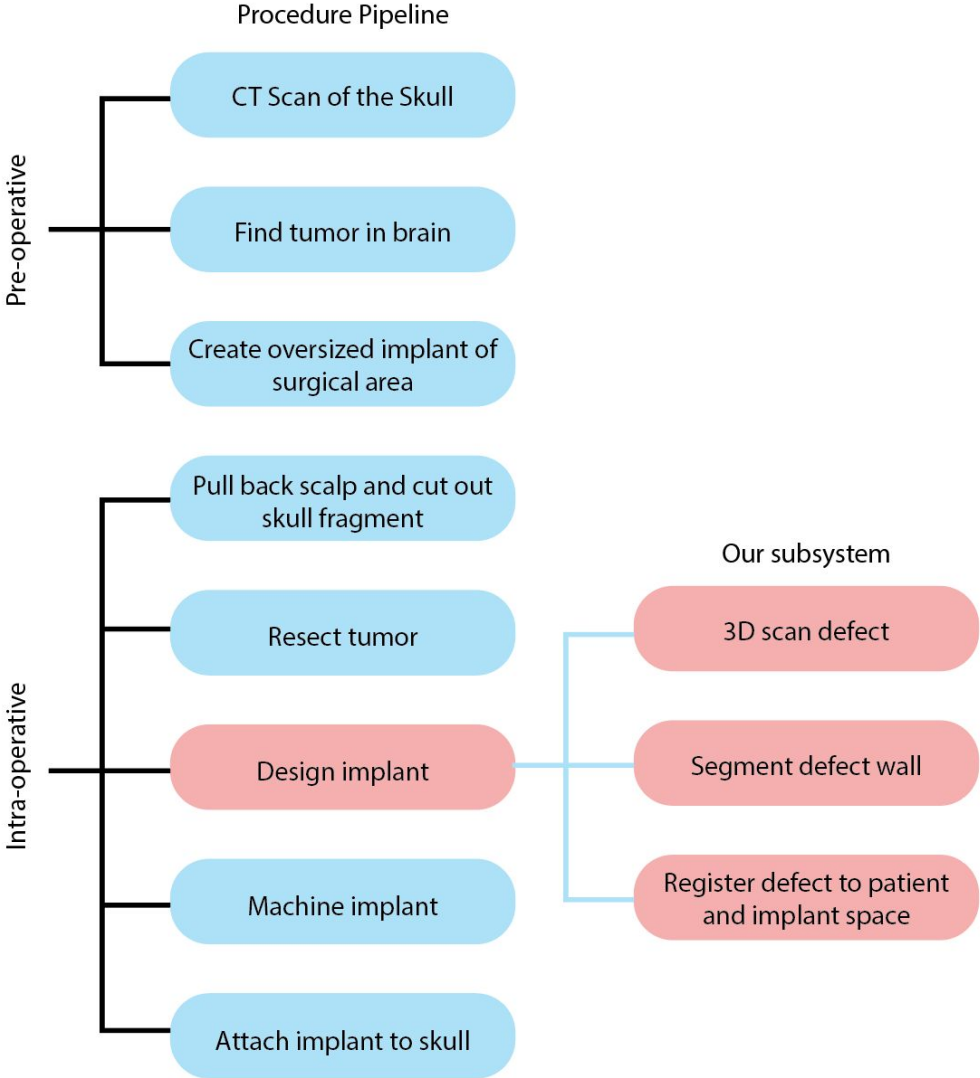 Procedure Pipeline
Pre-operative
CT Scan of the Skull
Find tumor in brain
Create oversized implant of
surgical area
Intra-operative
Pull back scalp and cut out
skull fragment
Resect tumor
Design implant
Machine implant
Attach implant to skull
Our subsystem
3D scan defect
Segment defect wall
Register defect to patient
and implant space